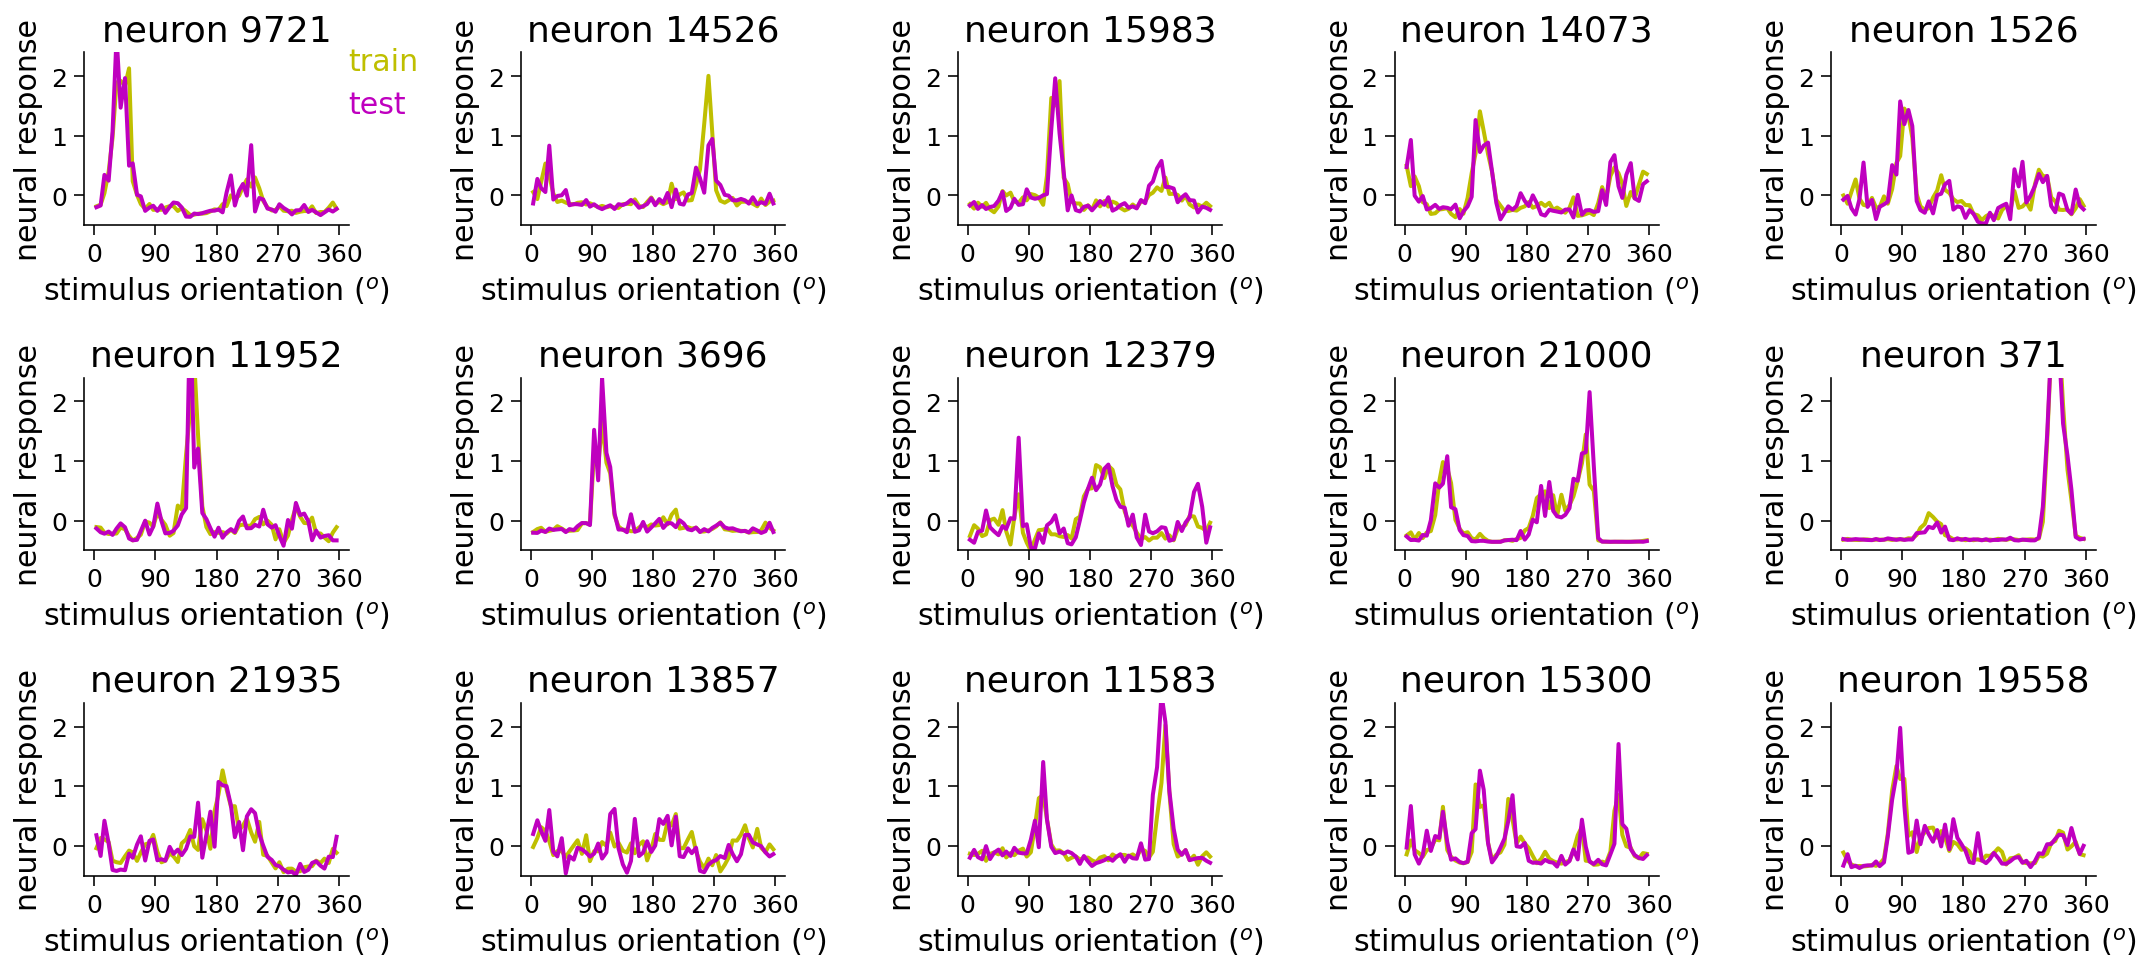 neuron 9721
train
test
neural response
2
1
0
0 90 180 270 360
stimulus orientation (o)
neuron 14526
neural response
2
1
0
0 90 180 270 360
stimulus orientation (o)
neuron 15983
neural response
2
1
0
0 90 180 270 360
stimulus orientation (o)
neuron 14073
neural response
2
1
0
0 90 180 270 360
stimulus orientation (o)
neuron 1526
neural response
2
1
0
0 90 180 270 360
stimulus orientation (o)
neuron 11952
neural response
2
1
0
0 90 180 270 360
stimulus orientation (o)
neuron 3696
neural response
2
1
0
0 90 180 270 360
stimulus orientation (o)
neuron 12379
neural response
2
1
0
0 90 180 270 360
stimulus orientation (o)
neuron 21000
neural response
2
1
0
0 90 180 270 360
stimulus orientation (o)
neuron 371
neural response
2
1
0
0 90 180 270 360
stimulus orientation (o)
neuron 21935
neural response
2
1
0
0 90 180 270 360
stimulus orientation (o)
neuron 13857
neural response
2
1
0
0 90 180 270 360
stimulus orientation (o)
neuron 11583
neural response
2
1
0
0 90 180 270 360
stimulus orientation (o)
neuron 15300
neural response
2
1
0
0 90 180 270 360
stimulus orientation (o)
neuron 19558
neural response
2
1
0
0 90 180 270 360
stimulus orientation (o)